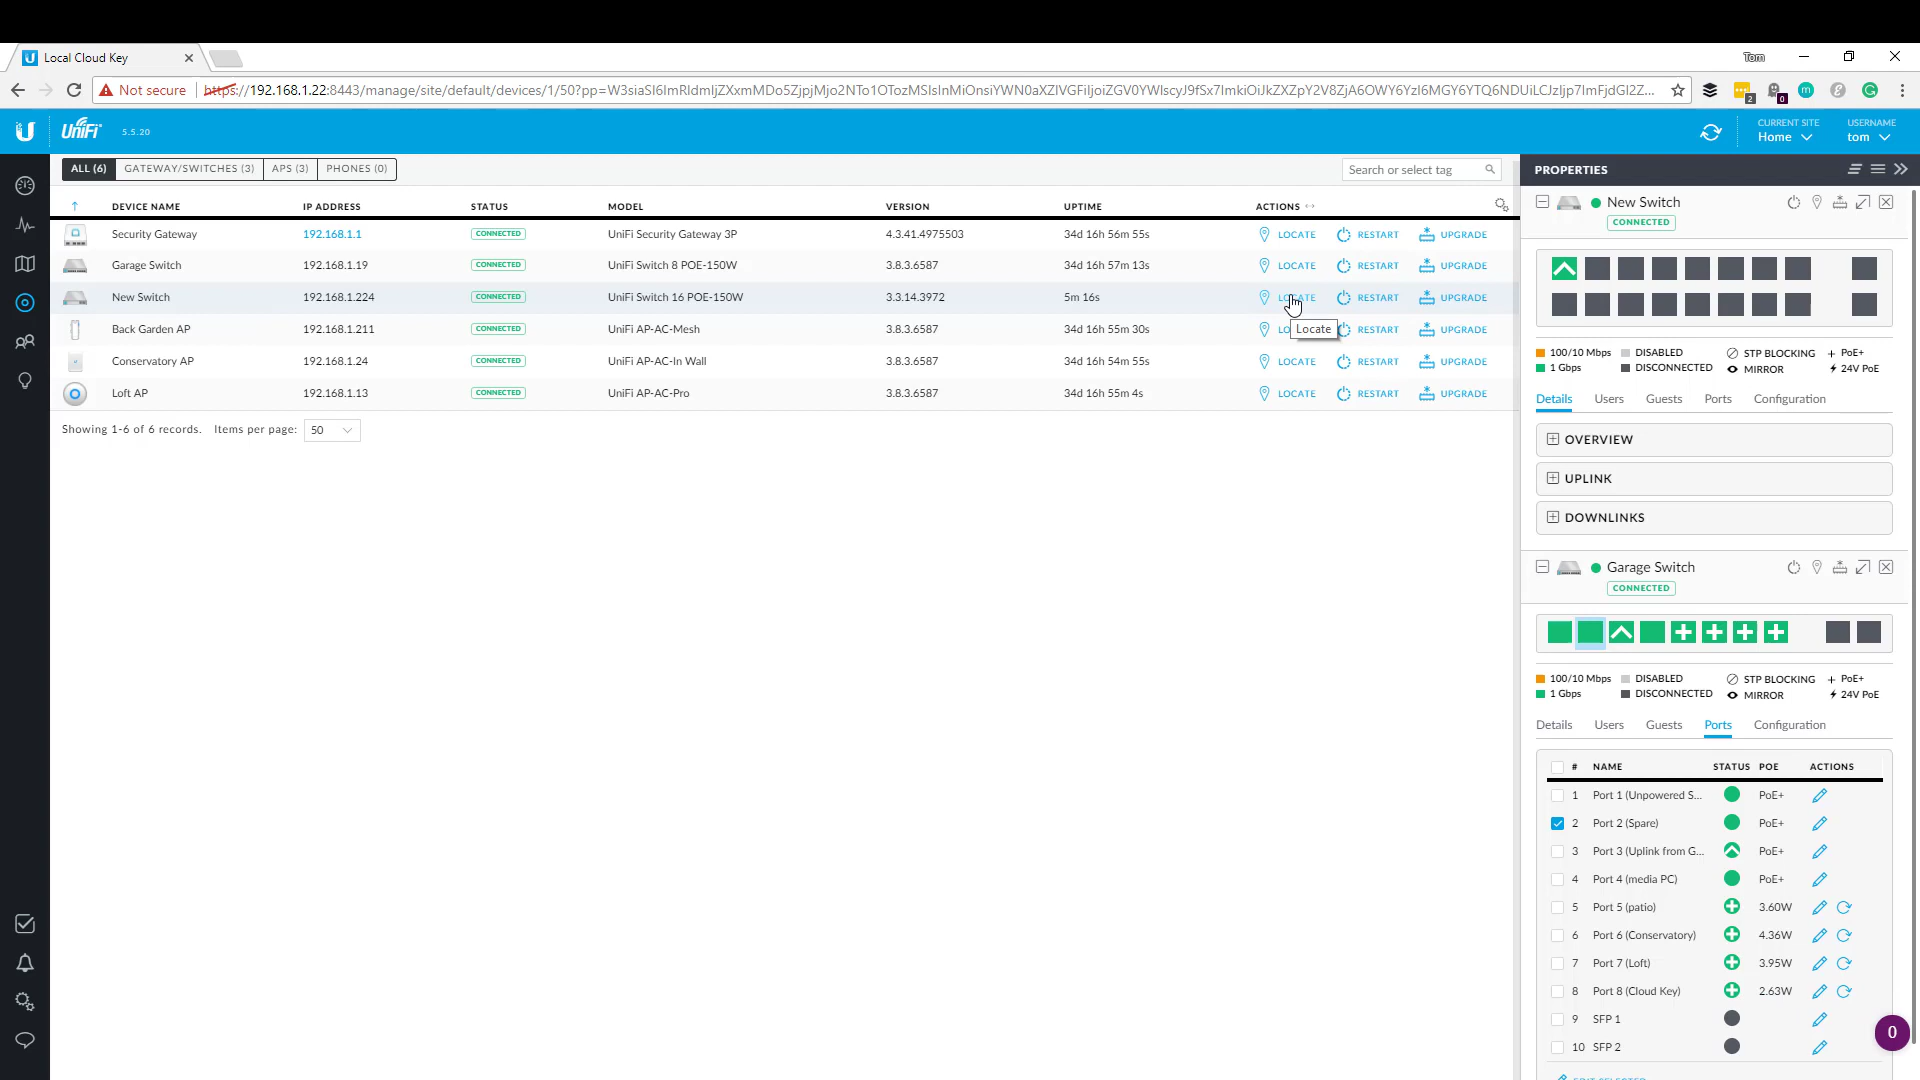 Local Cloud Key
Tom
Not secure https://192.168.1.22:8443/manage/site/default/devices/1/50?pp=
UniFi 5.5.20
CURRENT SITE
Home
USERNAME
tom
ALL (6) GATEWAY/SWITCHES (3) APS (3) PHONES (0)
Search or select tag
DEVICE NAME IP ADDRESS STATUS MODEL VERSION UPTIME ACTIONS
Security Gateway 192.168.1.1 CONNECTED UniFi Security Gateway 3P 4.3.41.4975503 34d 16h 56m 55s LOCATE RESTART UPGRADE
Garage Switch 192.168.1.19 CONNECTED UniFi Switch 8 POE-150W 3.8.3.6587 34d 16h 57m 13s LOCATE RESTART UPGRADE
New Switch 192.168.1.224 CONNECTED UniFi Switch 16 POE-150W 3.3.14.3972 5m 16s LOCATE RESTART UPGRADE
Back Garden AP 192.168.1.211 CONNECTED UniFi AP-AC-Mesh 3.8.3.6587 34d 16h 55m 30s LO RESTART UPGRADE
Locate
Conservatory AP 192.168.1.24 CONNECTED UniFi AP-AC-In Wall 3.8.3.6587 34d 16h 54m 55s LOCATE RESTART UPGRADE
Loft AP 192.168.1.13 CONNECTED UniFi AP-AC-Pro 3.8.3.6587 34d 16h 55m 4s LOCATE RESTART UPGRADE
Showing 1-6 of 6 records. Items per page: 50
PROPERTIES
New Switch
CONNECTED
100/10 Mbps DISABLED STP BLOCKING PoE+
1 Gbps DISCONNECTED MIRROR 24V PoE
Details Users Guests Ports Configuration
OVERVIEW
UPLINK
DOWNLINKS
Garage Switch
CONNECTED
100/10 Mbps DISABLED STP BLOCKING PoE+
1 Gbps DISCONNECTED MIRROR 24V PoE
Details Users Guests Ports Configuration
# NAME STATUS POE ACTIONS
1 Port 1 (Unpowered S... PoE+
2 Port 2 (Spare) PoE+
3 Port 3 (Uplink from G... PoE+
4 Port 4 (media PC) PoE+
5 Port 5 (patio) 3.60W
6 Port 6 (Conservatory) 4.36W
7 Port 7 (Loft) 3.95W
8 Port 8 (Cloud Key) 2.63W
9 SFP 1
10 SFP 2
0
EDIT SELECTED